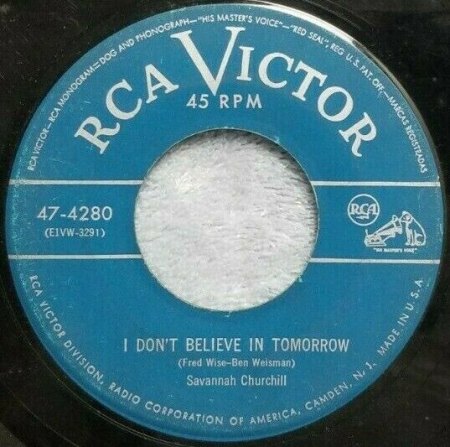 RCAVICTOR—RCA MONOGRAM—DOG AND PHONOGRAPH—"HIS MASTER'S VOICE"—"RED SEAL", REG U.S. PAT. OFF.—MARCAS REGISTRADAS
RCA VICTOR
45 RPM
47-4280
(E1VW-3291)
RCA
"HIS MASTER'S VOICE"
I DON'T BELIEVE IN TOMORROW
(Fred Wise-Ben Weisman)
Savannah Churchill
RCA VICTOR DIVISION, RADIO CORPORATION OF AMERICA, CAMDEN, N. J. MADE IN U.S.A.